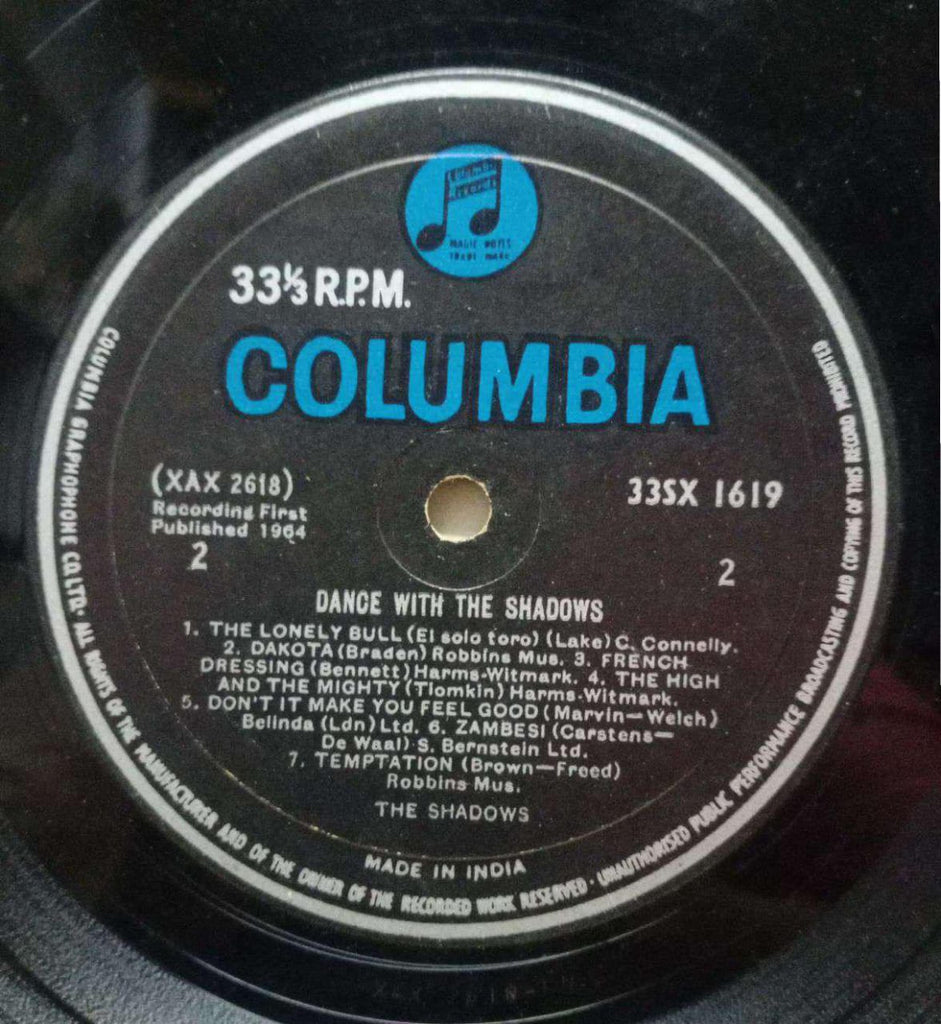 Columbia
Records
MAGIC NOTES
TRADE MARK
33⅓ R.P.M.
COLUMBIA
(XAX 2618)
33SX 1619
Recording First
Published 1964
2
2
DANCE WITH THE SHADOWS
1. THE LONELY BULL (El solo toro) (Lake) C. Connelly.
2. DAKOTA (Braden) Robbins Mus. 3. FRENCH
DRESSING (Bennett) Harms-Witmark. 4. THE HIGH
AND THE MIGHTY (Tiomkin) Harms-Witmark.
5. DON'T IT MAKE YOU FEEL GOOD (Marvin—Welch)
Belinda (Ldn) Ltd. 6. ZAMBESI (Carstens—
De Waal) S. Bernstein Ltd.
7. TEMPTATION (Brown—Freed)
Robbins Mus.
THE SHADOWS
MADE IN INDIA
COLUMBIA GRAPHOPHONE CO. LTD. · ALL RIGHTS OF THE MANUFACTURER AND OF THE OWNER OF THE RECORDED WORK RESERVED · UNAUTHORISED PUBLIC PERFORMANCE BROADCASTING AND COPYING OF THIS RECORD PROHIBITED